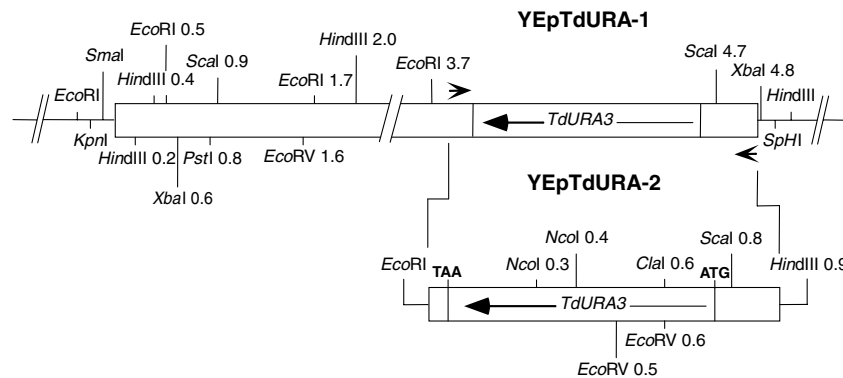 YEpTdURA-1
EcoRI 0.5
SmaI
ScaI 0.9
HindIII 2.0
EcoRI 3.7
ScaI 4.7
XbaI 4.8
HindIII 0.4
EcoRI 1.7
EcoRI
HindIII
TdURA3
KpnI
HindIII 0.2
PstI 0.8
EcoRV 1.6
SpHI
XbaI 0.6
YEpTdURA-2
NcoI 0.4
ScaI 0.8
EcoRI
TAA
NcoI 0.3
ClaI 0.6
ATG
HindIII 0.9
TdURA3
EcoRV 0.6
EcoRV 0.5